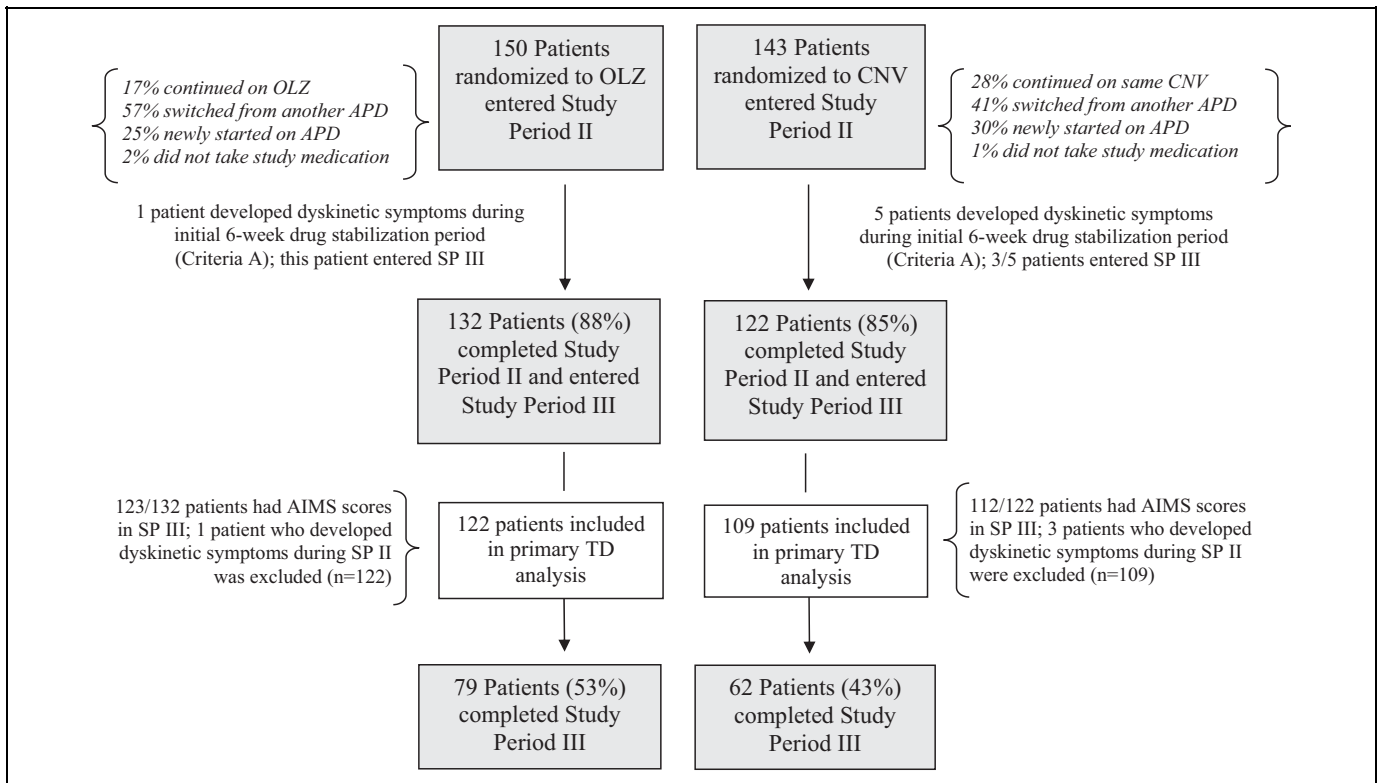 150 Patients
randomized to OLZ
entered Study
Period II
143 Patients
randomized to CNV
entered Study
Period II
17% continued on OLZ
57% switched from another APD
25% newly started on APD
2% did not take study medication
28% continued on same CNV
41% switched from another APD
30% newly started on APD
1% did not take study medication
1 patient developed dyskinetic symptoms during
initial 6-week drug stabilization period
(Criteria A); this patient entered SP III
5 patients developed dyskinetic symptoms
during initial 6-week drug stabilization period
(Criteria A); 3/5 patients entered SP III
132 Patients (88%)
completed Study
Period II and entered
Study Period III
122 Patients (85%)
completed Study
Period II and entered
Study Period III
123/132 patients had AIMS scores
in SP III; 1 patient who developed
dyskinetic symptoms during SP II
was excluded (n=122)
122 patients included
in primary TD
analysis
109 patients included
in primary TD
analysis
112/122 patients had AIMS scores
in SP III; 3 patients who developed
dyskinetic symptoms during SP II
were excluded (n=109)
79 Patients (53%)
completed Study
Period III
62 Patients (43%)
completed Study
Period III